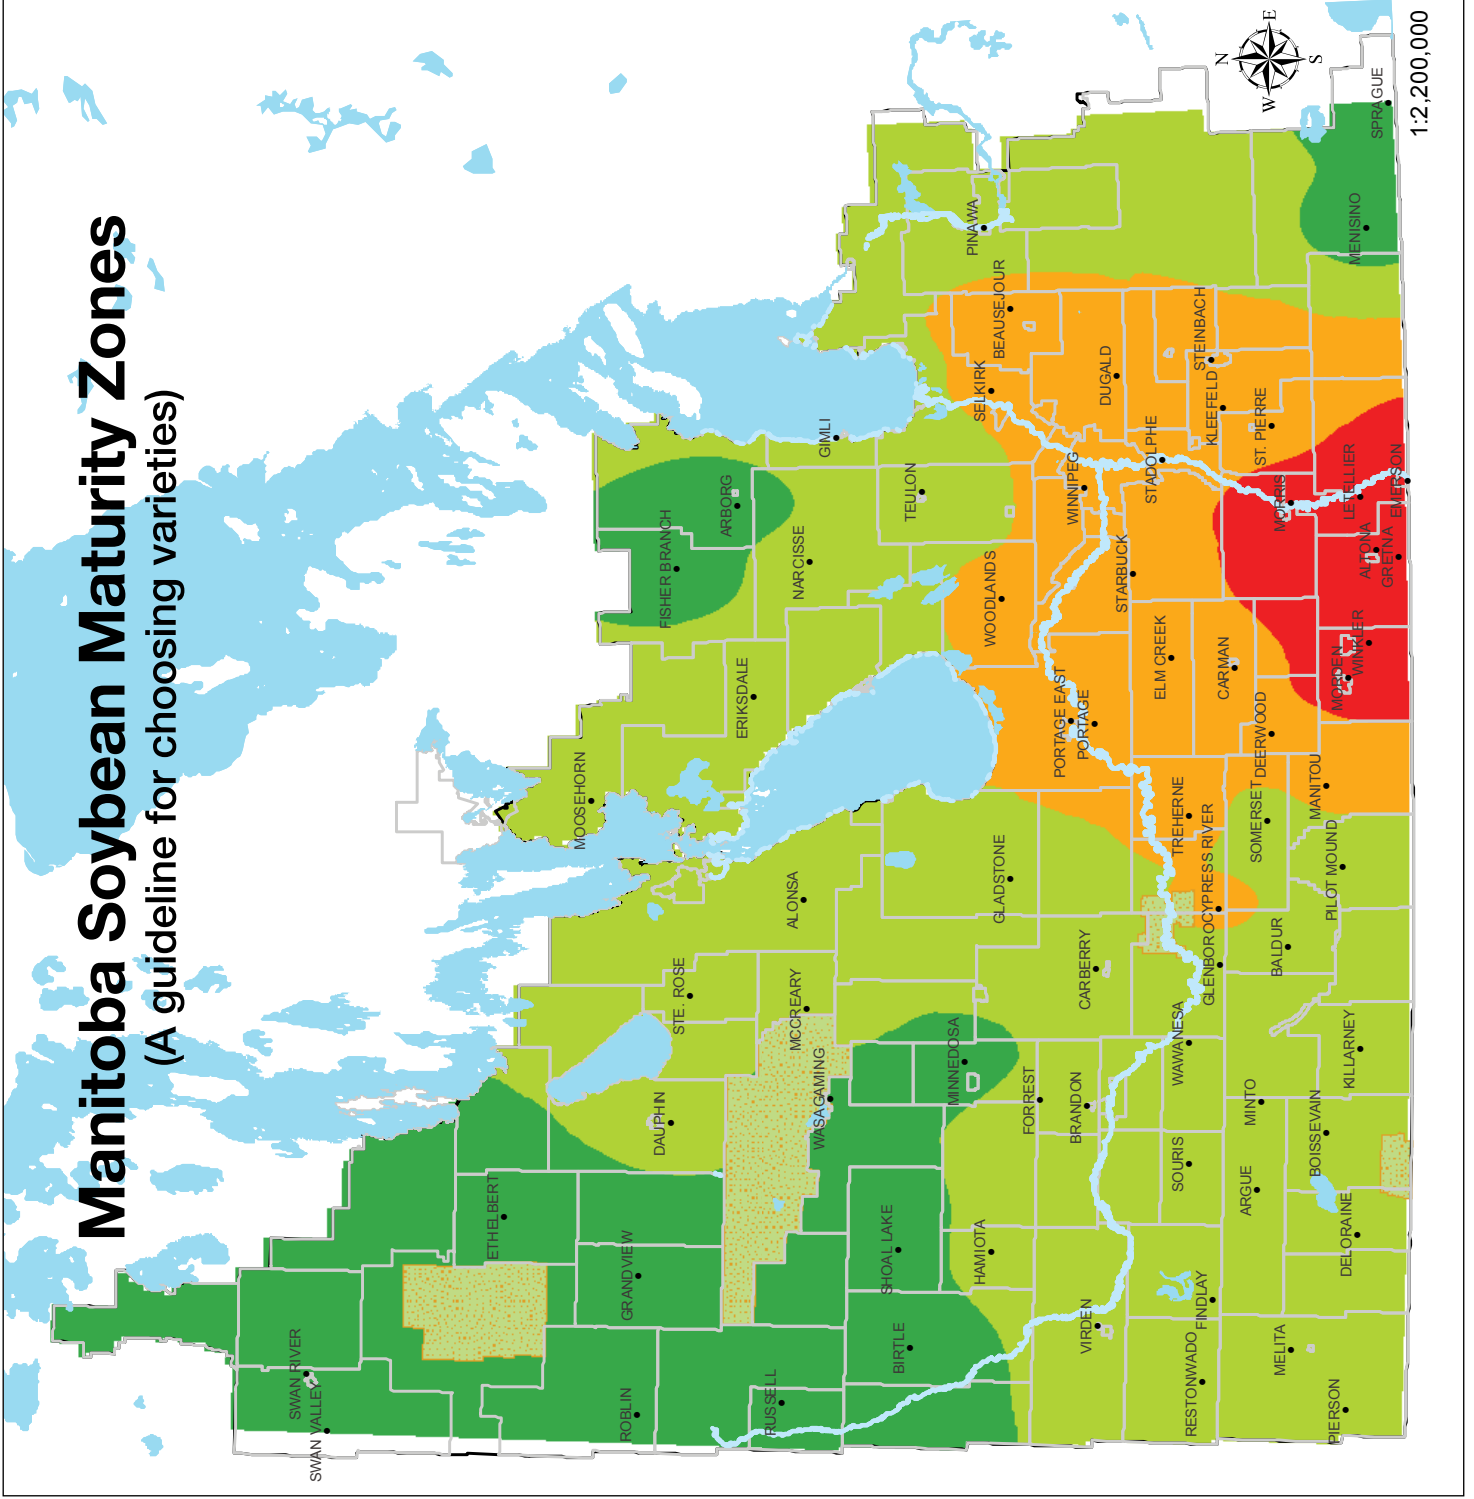 Manitoba Soybean Maturity Zones
(A guideline for choosing varieties)
N
W
E
S
SWAN RIVER
SWAN VALLEY
ETHELBERT
MOOSEHORN
GRANDVIEW
ROBLIN
DAUPHIN
STE. ROSE
FISHER BRANCH
ARBORG
ERIKSDALE
NARCISSE
GIMLI
ALONSA
MCCREARY
WASAGAMING
RUSSELL
SHOAL LAKE
BIRTLE
TEULON
MINNEDOSA
HAMIOTA
GLADSTONE
WOODLANDS
SELKIRK
BEAUSEJOUR
PINAWA
FORREST
BRANDON
CARBERRY
VIRDEN
PORTAGE EAST
PORTAGE
WINNIPEG
DUGALD
STARBUCK
STADOLPHE
ELM CREEK
TREHERNE
WAWANESA
SOURIS
RESTONWADO
FINDLAY
GLENBORO
CYPRESS RIVER
CARMAN
KLEEFELD
STEINBACH
ST. PIERRE
DEERWOOD
SOMERSET
BALDUR
MINTO
ARGUE
MELITA
MORRIS
MANITOU
PILOT MOUND
BOISSEVAIN
KILLARNEY
DELORAINE
PIERSON
MORDEN
WINKLER
ALTONA
GRETNA
LETELLIER
EMERSON
MENISINO
SPRAGUE
1:2,200,000